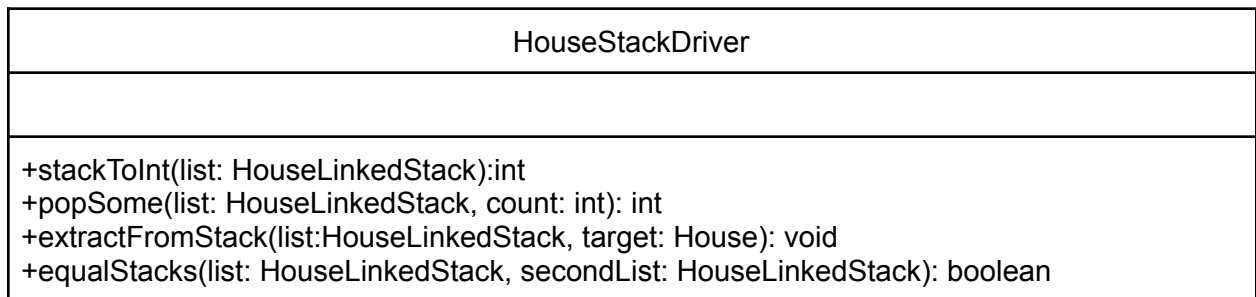 HouseStackDriver
+stackToInt(list: HouseLinkedStack):int
+popSome(list: HouseLinkedStack, count: int): int
+extractFromStack(list:HouseLinkedStack, target: House): void
+equalStacks(list: HouseLinkedStack, secondList: HouseLinkedStack): boolean